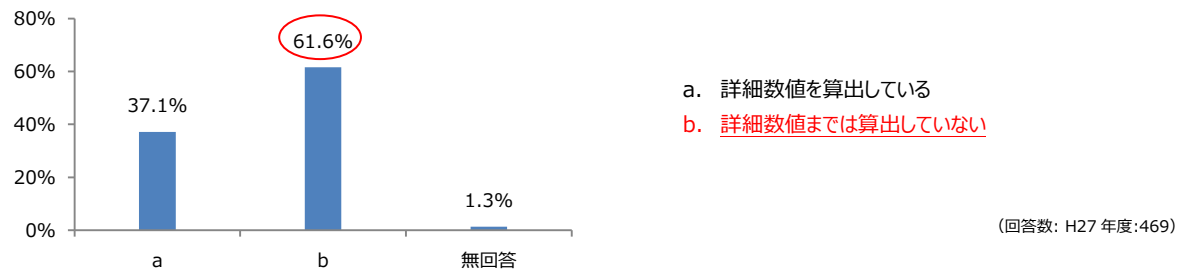 80%
60%
40%
20%
0%
37.1%
61.6%
1.3%
a
b
無回答
a. 詳細数値を算出している
b. 詳細数値までは算出していない
（回答数: H27 年度:469）